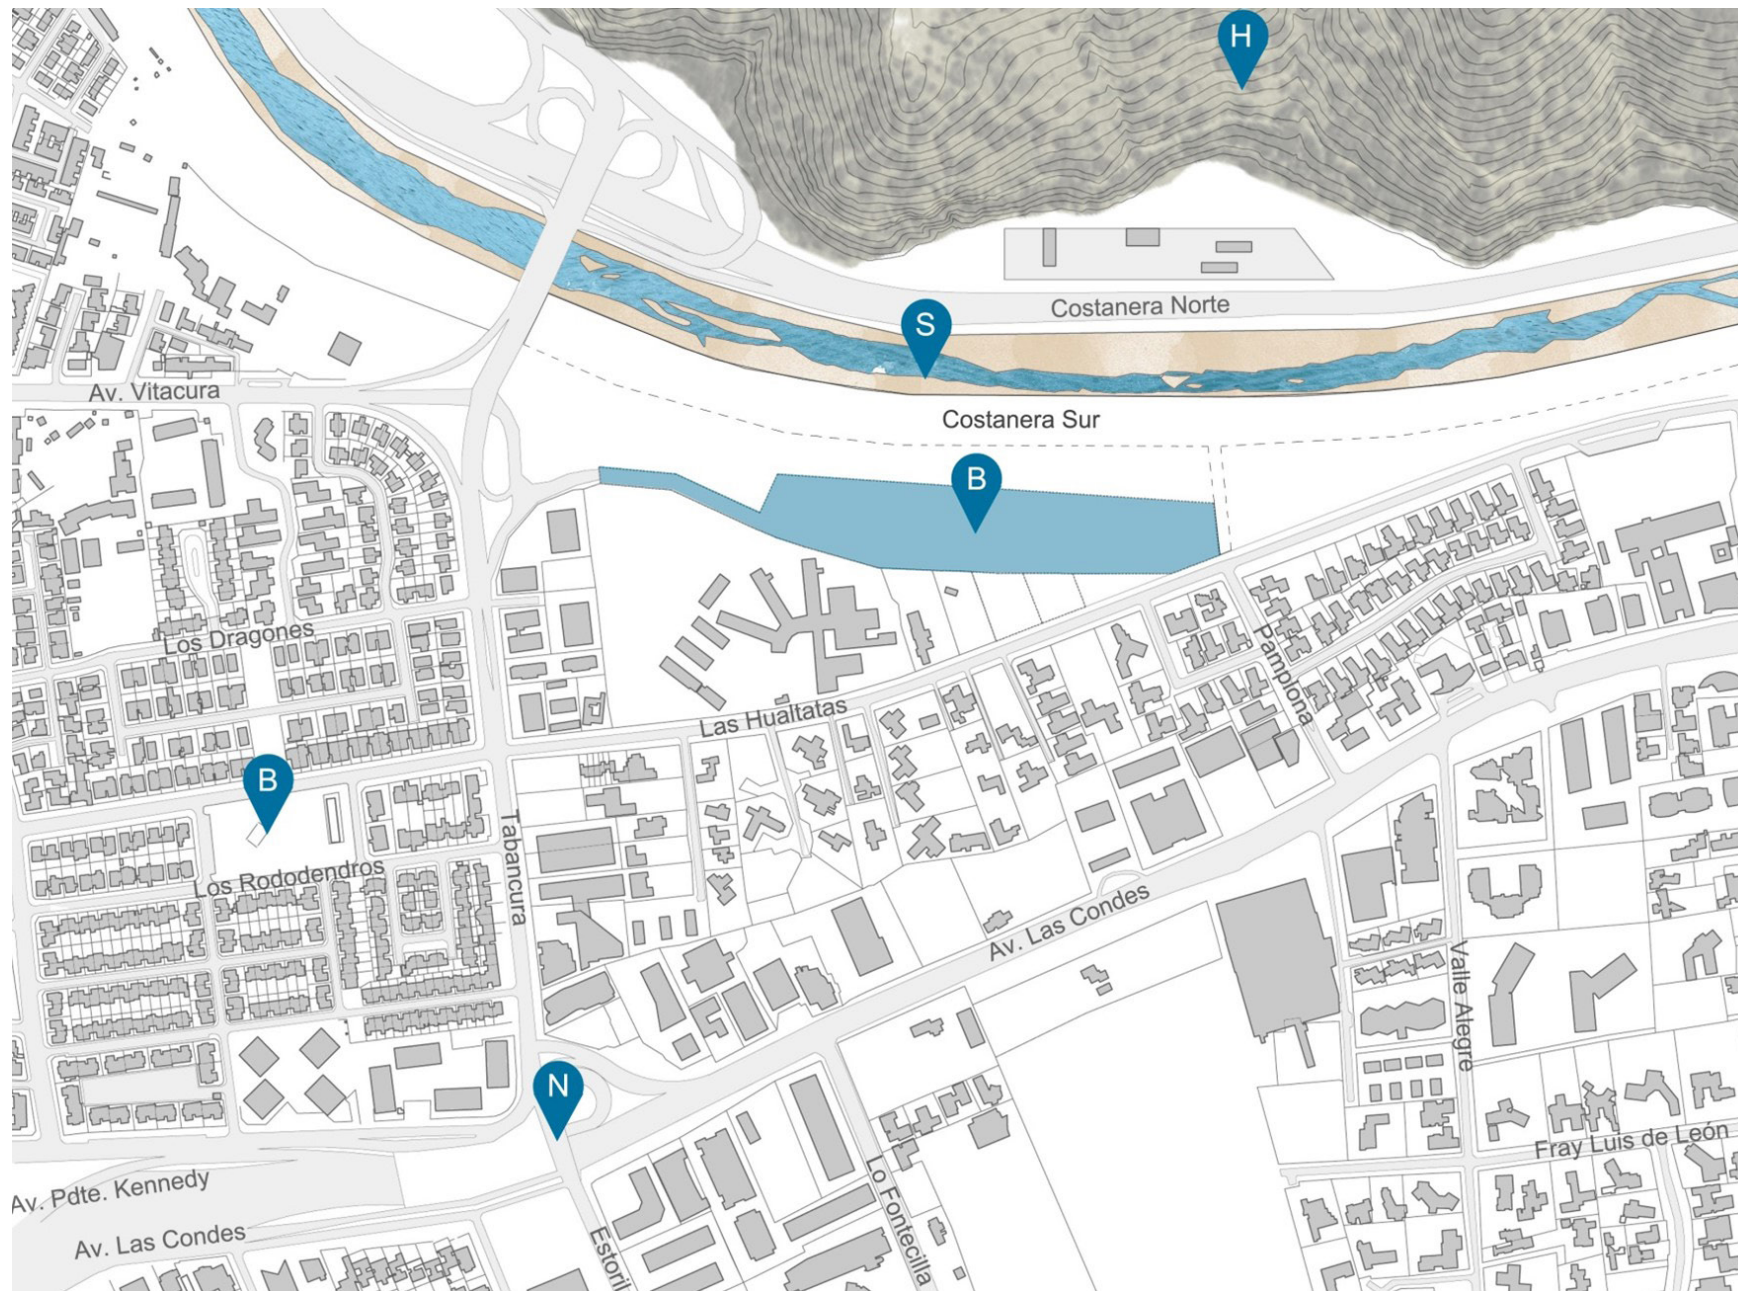 H
Costanera Norte
S
Av. Vitacura
Costanera Sur
B
Los Dragones
Pamplona
Las Hualtatas
B
Tabancura
Los Rododendros
Av. Las Condes
Valle Alegre
N
Fray Luis de León
Av. Pdte. Kennedy
Lo Fontecilla
Av. Las Condes
Estoril